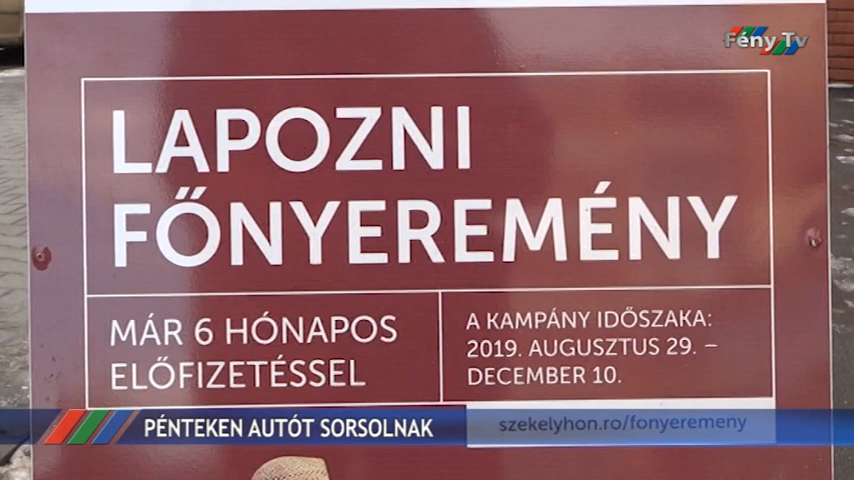 Fény Tv
LAPOZNI
FŐNYEREMÉNY
MÁR 6 HÓNAPOS
ELŐFIZETÉSSEL
A KAMPÁNY IDŐSZAKA:
2019. AUGUSZTUS 29. –
DECEMBER 10.
PÉNTEKEN AUTÓT SORSOLNAK
szekelyhon.ro/fonyeremeny